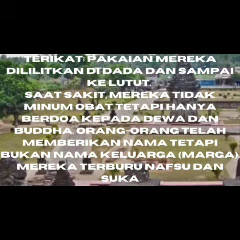 TERIKAT: PAKAIAN MEREKA
DILILITKAN DI DADA DAN SAMPAI
KE LUTUT.
SAAT SAKIT, MEREKA TIDAK
MINUM OBAT TETAPI HANYA
BERDOA KEPADA DEWA DAN
BUDDHA. ORANG-ORANG TELAH
MEMBERIKAN NAMA TETAPI
BUKAN NAMA KELUARGA (MARGA).
MEREKA TERBURU NAFSU DAN
SUKA